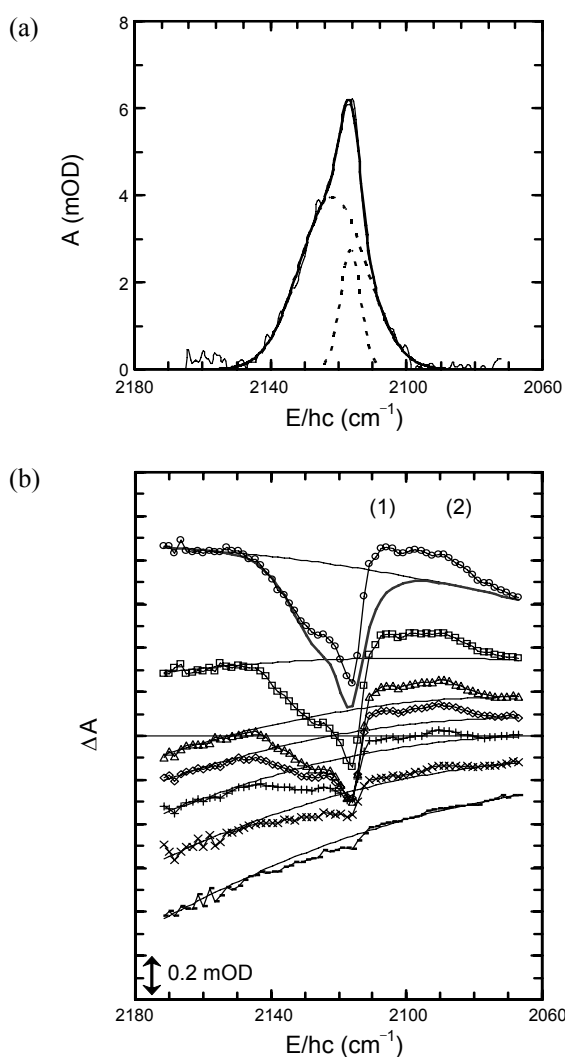 (a)
8
6
4
2
0
A (mOD)
2180 2140 2100 2060
E/hc (cm⁻¹)
(b)
(1) (2)
ΔA
0.2 mOD
2180 2140 2100 2060
E/hc (cm⁻¹)